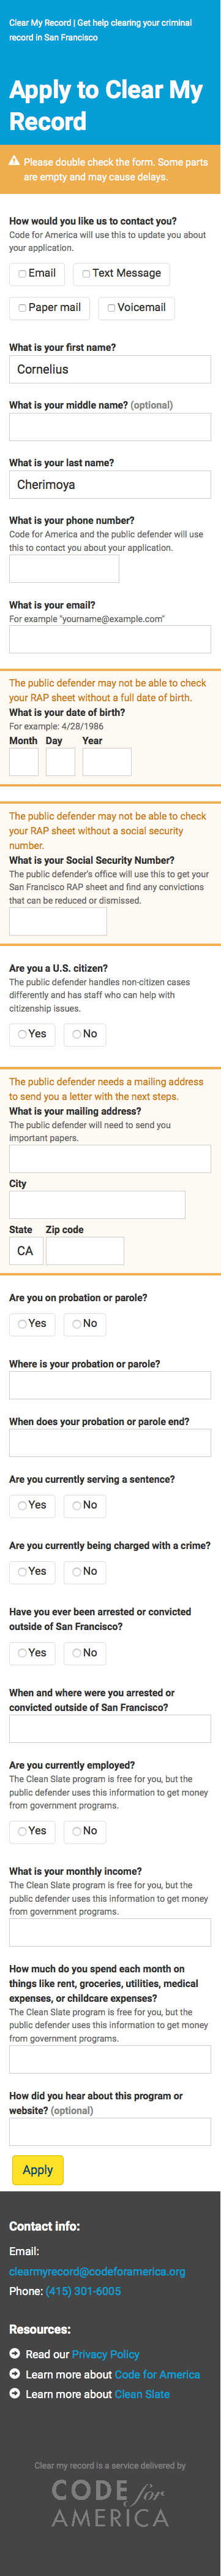 Clear My Record | Get help clearing your criminal
record in San Francisco
Apply to Clear My
Record
Please double check the form. Some parts
are empty and may cause delays.
How would you like us to contact you?
Code for America will use this to update you about
your application.
Email Text Message
Paper mail Voicemail
What is your first name?
Cornelius
What is your middle name? (optional)
What is your last name?
Cherimoya
What is your phone number?
Code for America and the public defender will use
this to contact you about your application.
What is your email?
For example "yourname@example.com"
The public defender may not be able to check
your RAP sheet without a full date of birth.
What is your date of birth?
For example: 4/28/1986
Month Day Year
The public defender may not be able to check
your RAP sheet without a social security
number.
What is your Social Security Number?
The public defender's office will use this to get your
San Francisco RAP sheet and find any convictions
that can be reduced or dismissed.
Are you a U.S. citizen?
The public defender handles non-citizen cases
differently and has staff who can help with
citizenship issues.
Yes No
The public defender needs a mailing address
to send you a letter with the next steps.
What is your mailing address?
The public defender will need to send you
important papers.
City
State Zip code
CA
Are you on probation or parole?
Yes No
Where is your probation or parole?
When does your probation or parole end?
Are you currently serving a sentence?
Yes No
Are you currently being charged with a crime?
Yes No
Have you ever been arrested or convicted
outside of San Francisco?
Yes No
When and where were you arrested or
convicted outside of San Francisco?
Are you currently employed?
The Clean Slate program is free for you, but the
public defender uses this information to get money
from government programs.
Yes No
What is your monthly income?
The Clean Slate program is free for you, but the
public defender uses this information to get money
from government programs.
How much do you spend each month on
things like rent, groceries, utilities, medical
expenses, or childcare expenses?
The Clean Slate program is free for you, but the
public defender uses this information to get money
from government programs.
How did you hear about this program or
website? (optional)
Apply
Contact info:
Email:
clearmyrecord@codeforamerica.org
Phone: (415) 301-6005
Resources:
Read our Privacy Policy
Learn more about Code for America
Learn more about Clean Slate
Clear my record is a service delivered by
CODE for
AMERICA